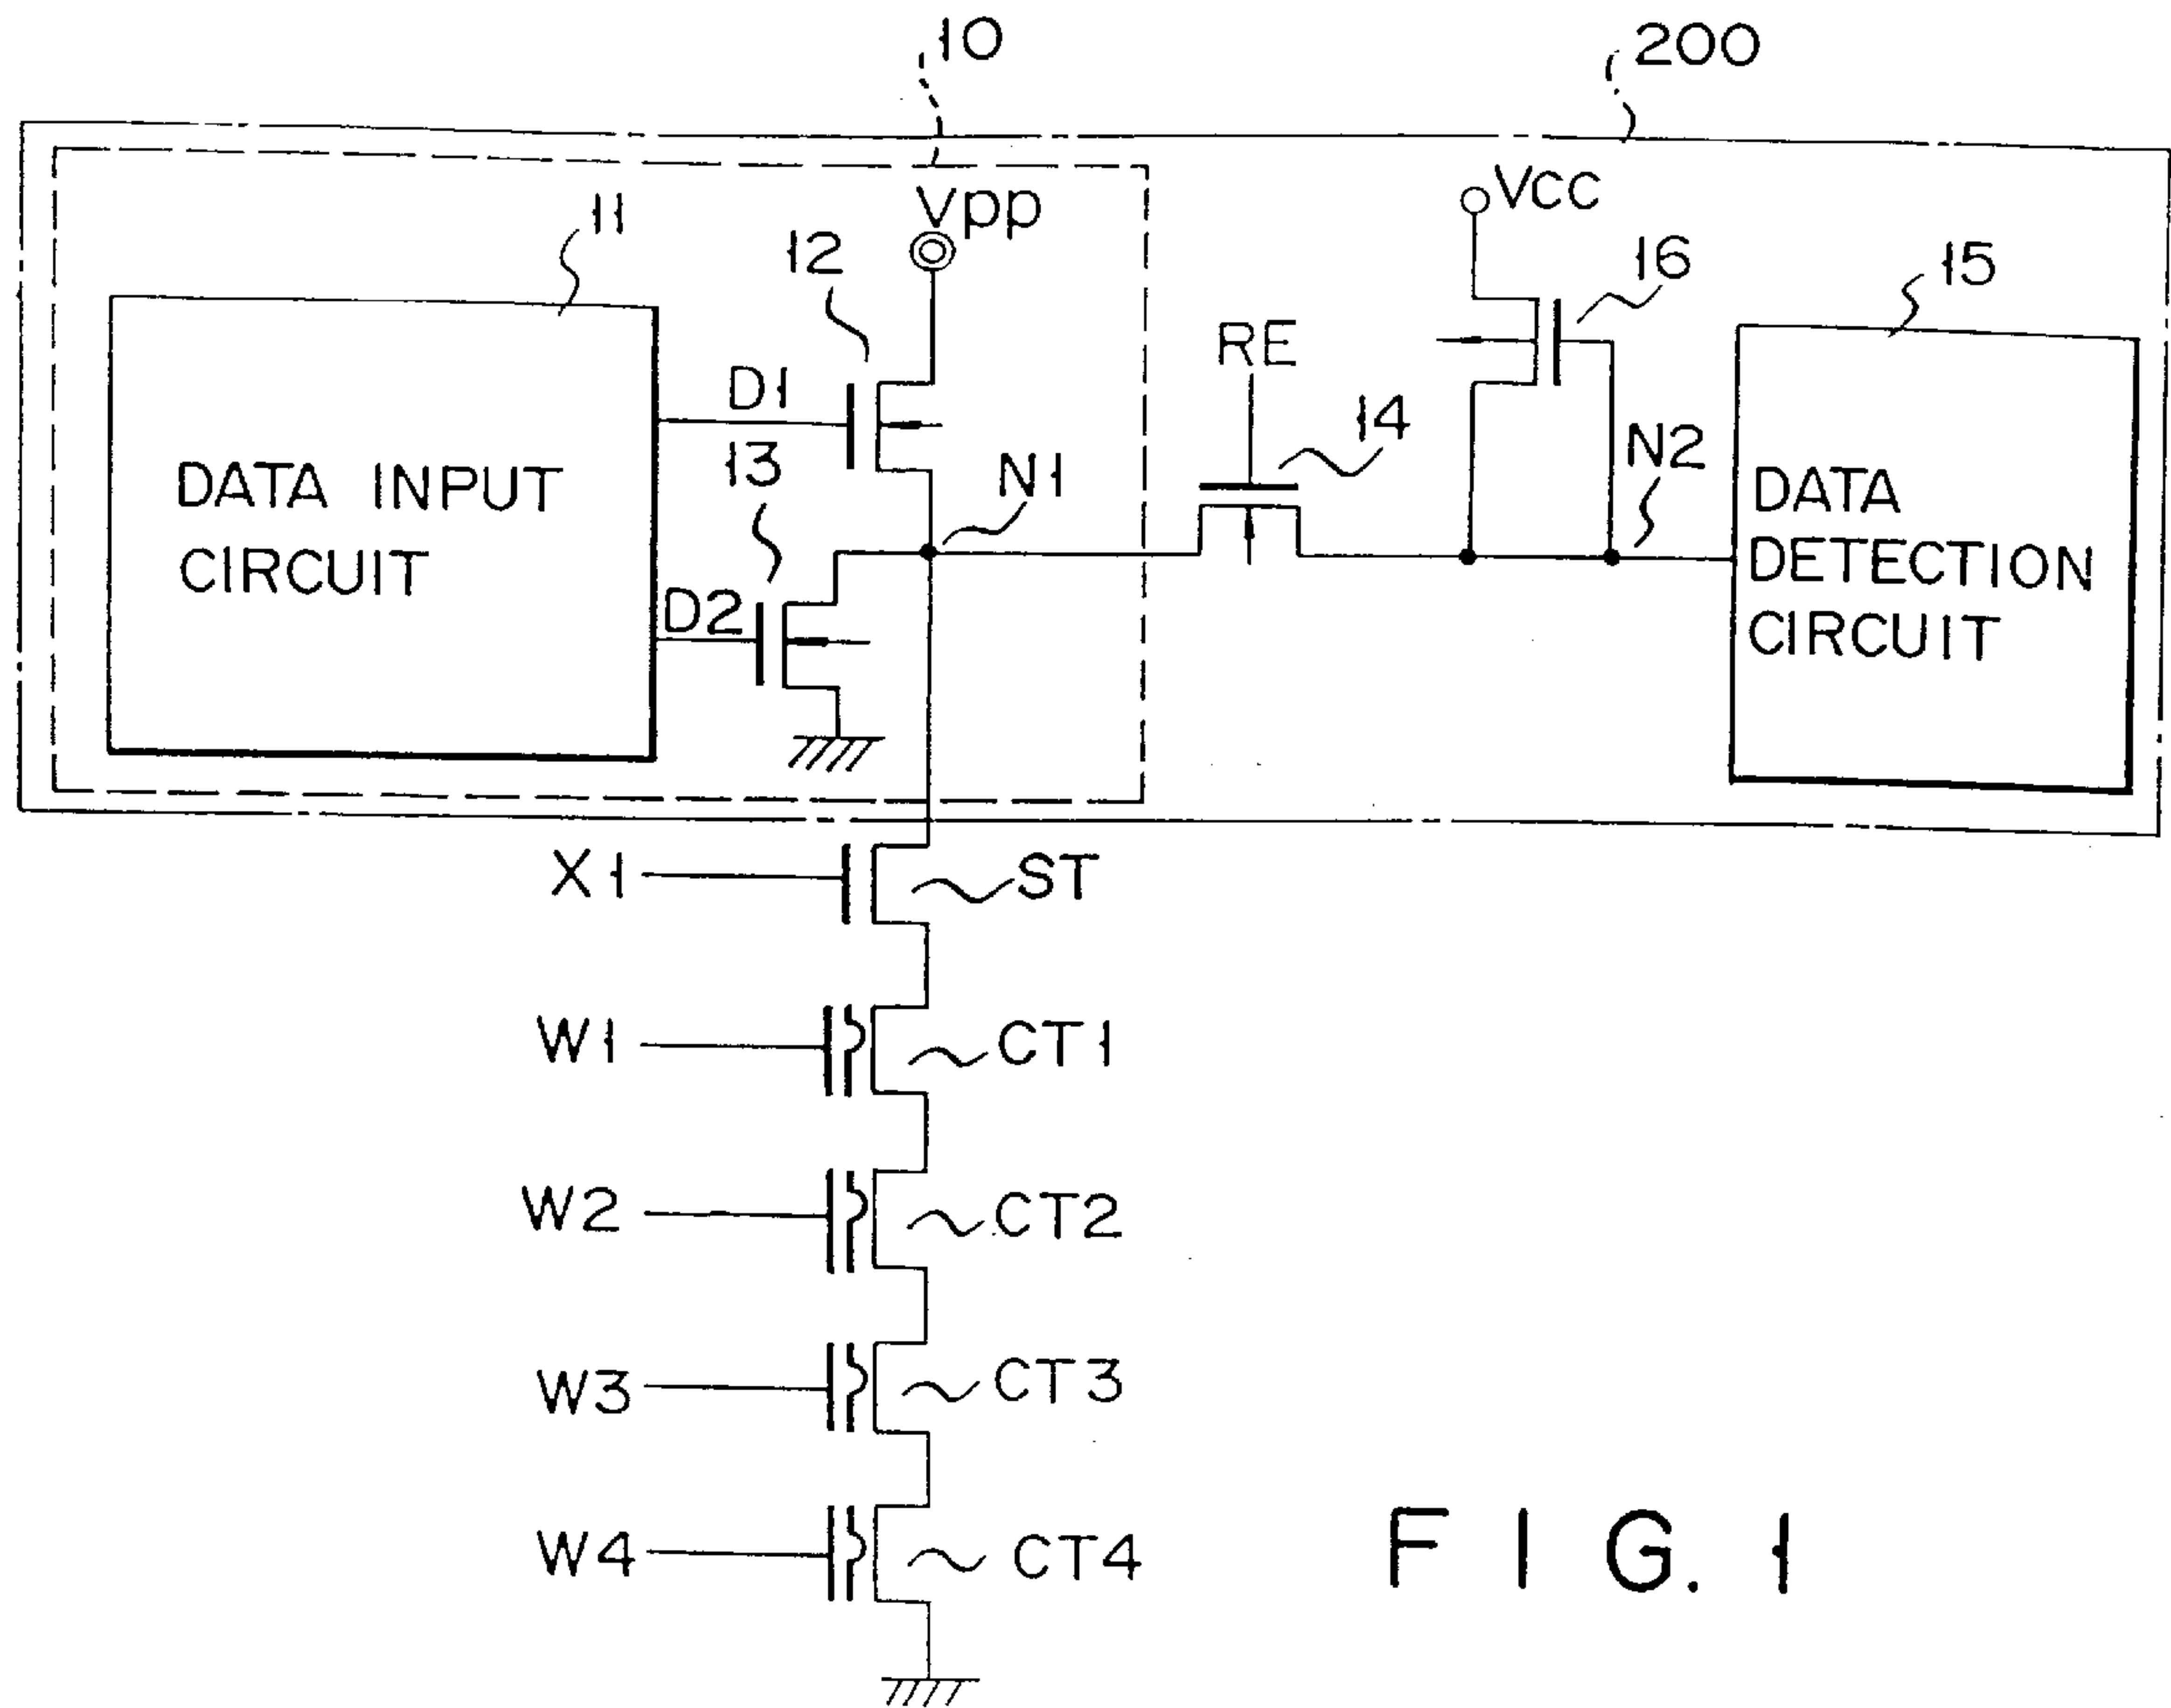 10
200
Vpp
VCC
11
12
16
15
RE
D1
14
13
N1
N2
DATA INPUT
CIRCUIT
DATA
DETECTION
CIRCUIT
D2
X1
ST
W1
CT1
W2
CT2
W3
CT3
W4
CT4
FIG. 1